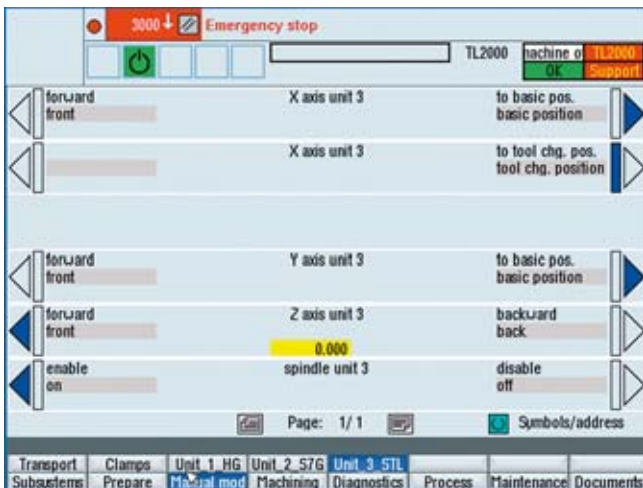 3000 Emergency stop
TL2000 machine o TL2000
OK Support
forward X axis unit 3 to basic pos.
front basic position
X axis unit 3 to tool chg. pos.
tool chg. position
forward Y axis unit 3 to basic pos.
front basic position
forward Z axis unit 3 backward
front back
0.000
enable spindle unit 3 disable
on off
Page: 1/ 1 Symbols/address
Transport Clamps Unit_1_HG Unit_2_S7G Unit_3_STL
Subsystems Prepare Manual mod Machining Diagnostics Process Maintenance Document